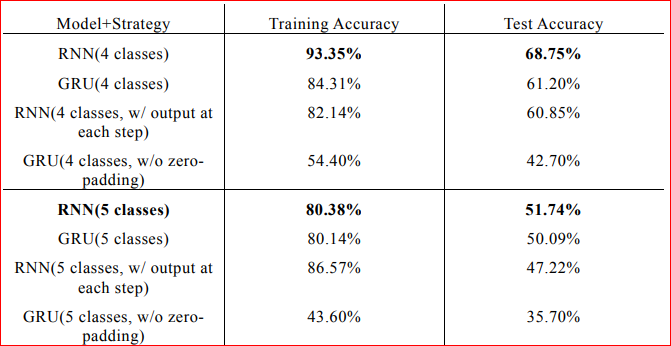 Model+Strategy Training Accuracy Test Accuracy
RNN(4 classes) 93.35% 68.75%
GRU(4 classes) 84.31% 61.20%
RNN(4 classes, w/ output at each step) 82.14% 60.85%
GRU(4 classes, w/o zero-padding) 54.40% 42.70%
RNN(5 classes) 80.38% 51.74%
GRU(5 classes) 80.14% 50.09%
RNN(5 classes, w/ output at each step) 86.57% 47.22%
GRU(5 classes, w/o zero-padding) 43.60% 35.70%